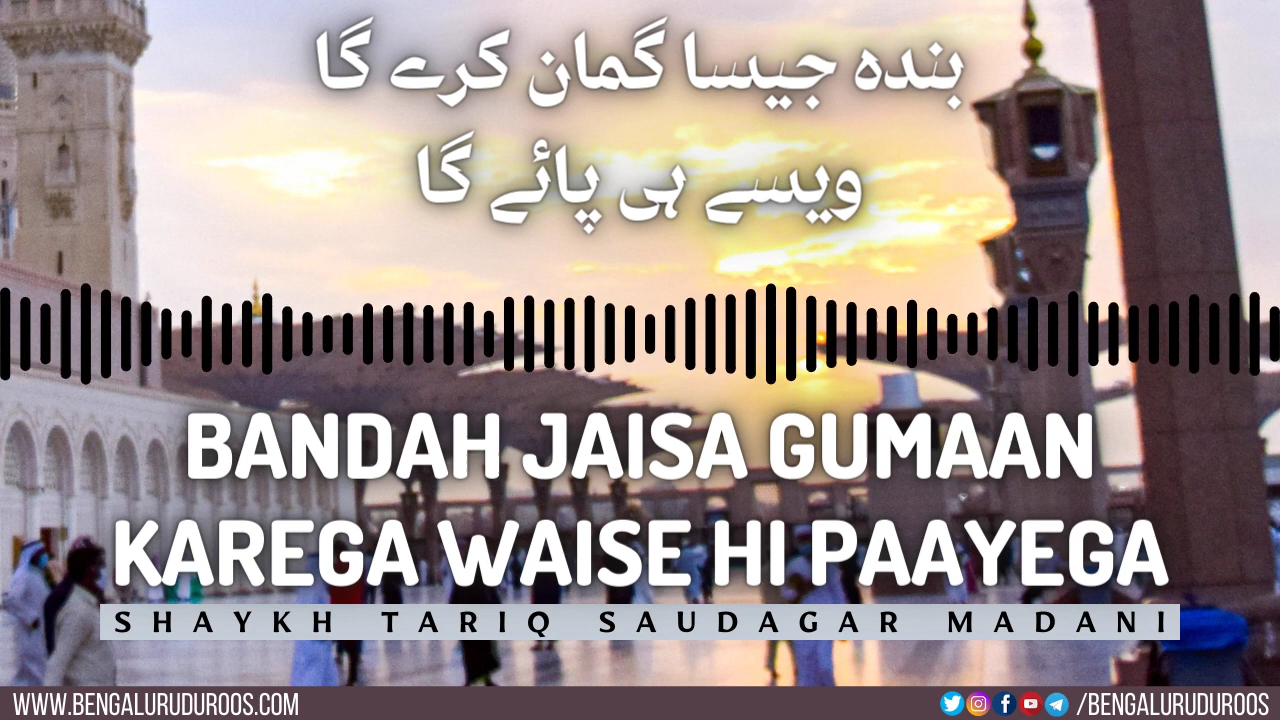 بندہ جیسا گمان کرے گا
ویسے ہی پائے گا
BANDAH JAISA GUMAAN
KAREGA WAISE HI PAAYEGA
SHAYKH TARIQ SAUDAGAR MADANI
WWW.BENGALURUDUROOS.COM
/BENGALURUDUROOS